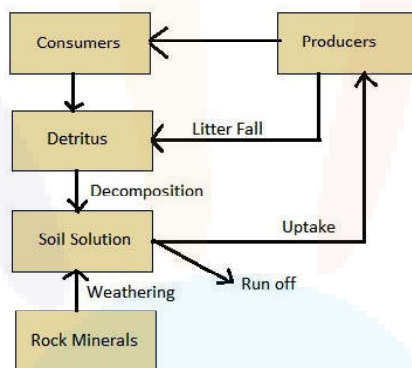 Consumers
Producers
Litter Fall
Detritus
Decomposition
Uptake
Soil Solution
Run off
Weathering
Rock Minerals